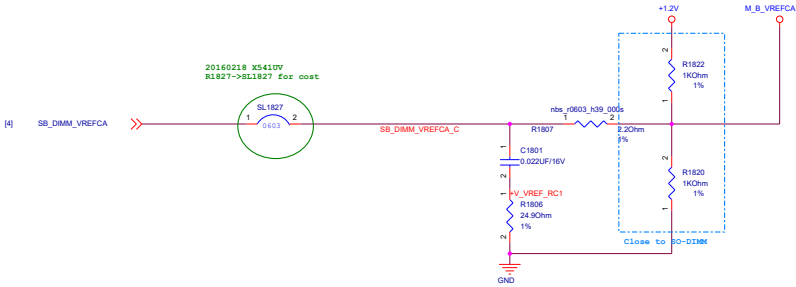 +1.2V
M_B_VREFCA
20160218 X541UV
R1827->SL1827 for cost
[4]
SB_DIMM_VREFCA
SL1827
1
2
0603
SB_DIMM_VREFCA_C
nbs_r0603_h39_000s
1
2
R1807
2.2Ohm
1%
2
R1822
1KOhm
1%
1
1
C1801
0.022UF/16V
2
2
R1820
1KOhm
1%
1
1
+V_VREF_RC1
R1806
24.9Ohm
1%
2
Close to SO-DIMM
GND